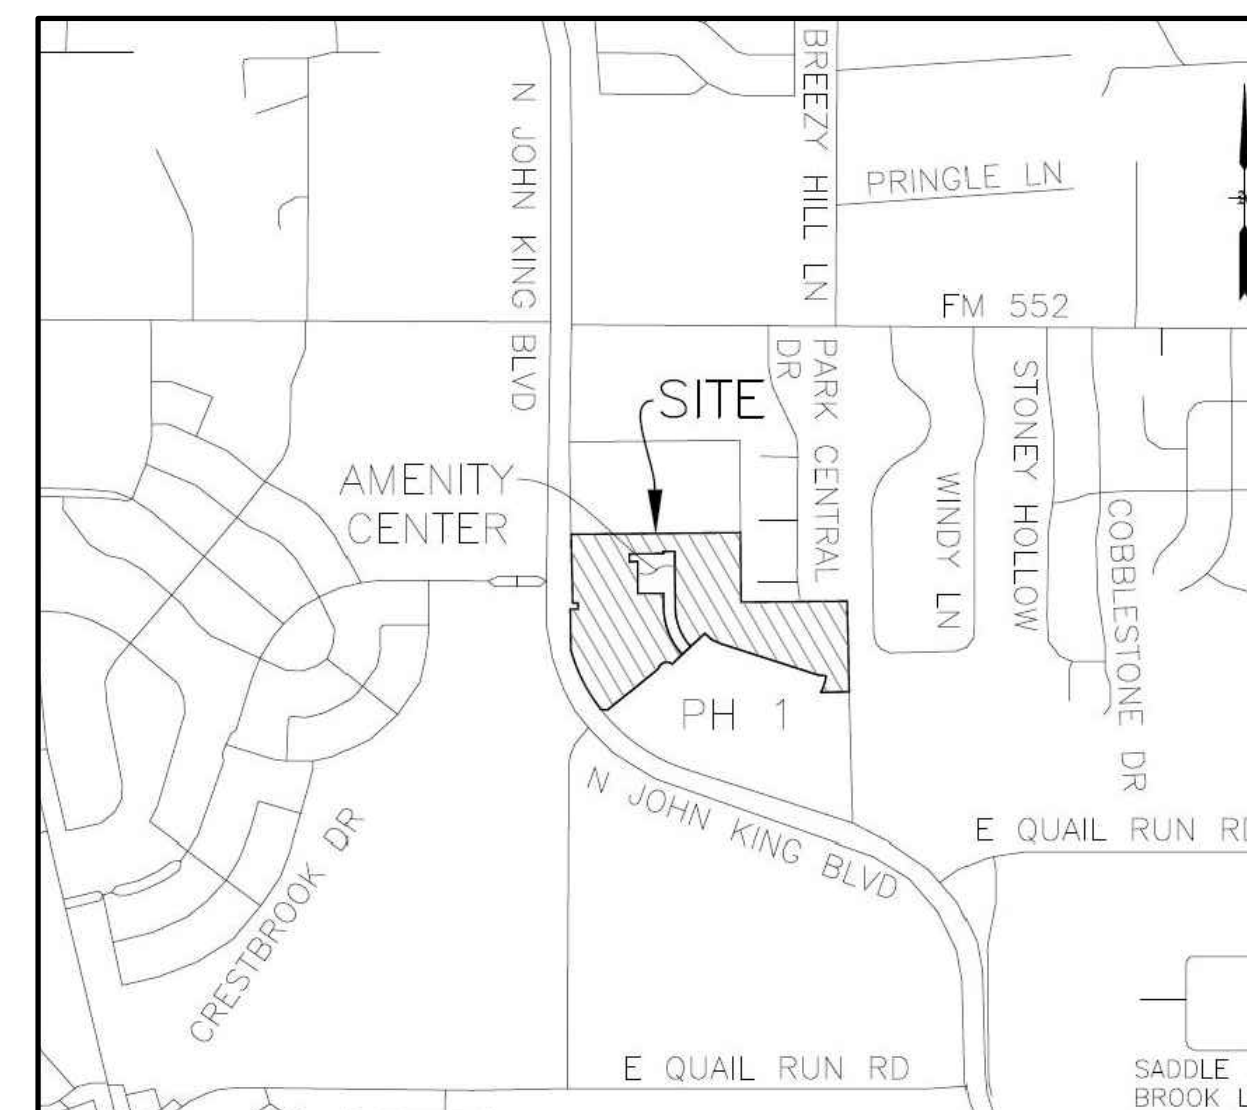 N JOHN KING BLVD
BREEZY HILL LN
PRINGLE LN
FM 552
SITE
PARK CENTRAL
DR
STONEY HOLLOW
AMENITY
CENTER
WINDY LN
COBBLESTONE DR
PH 1
N JOHN KING BLVD
E QUAIL RUN RD
CRESTBROOK DR
E QUAIL RUN RD
SADDLE
BROOK L